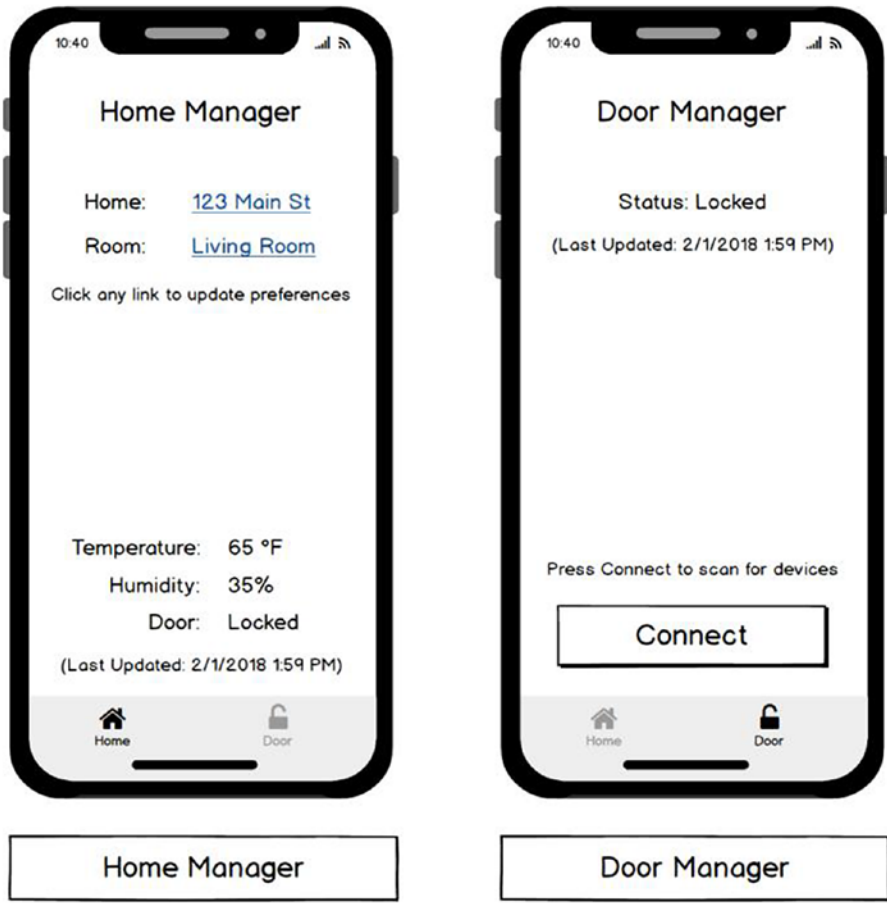 10:40
Home Manager
Home: 123 Main St
Room: Living Room
Click any link to update preferences
Temperature: 65 °F
Humidity: 35%
Door: Locked
(Last Updated: 2/1/2018 1:59 PM)
Home Door
Home Manager
10:40
Door Manager
Status: Locked
(Last Updated: 2/1/2018 1:59 PM)
Press Connect to scan for devices
Connect
Home Door
Door Manager